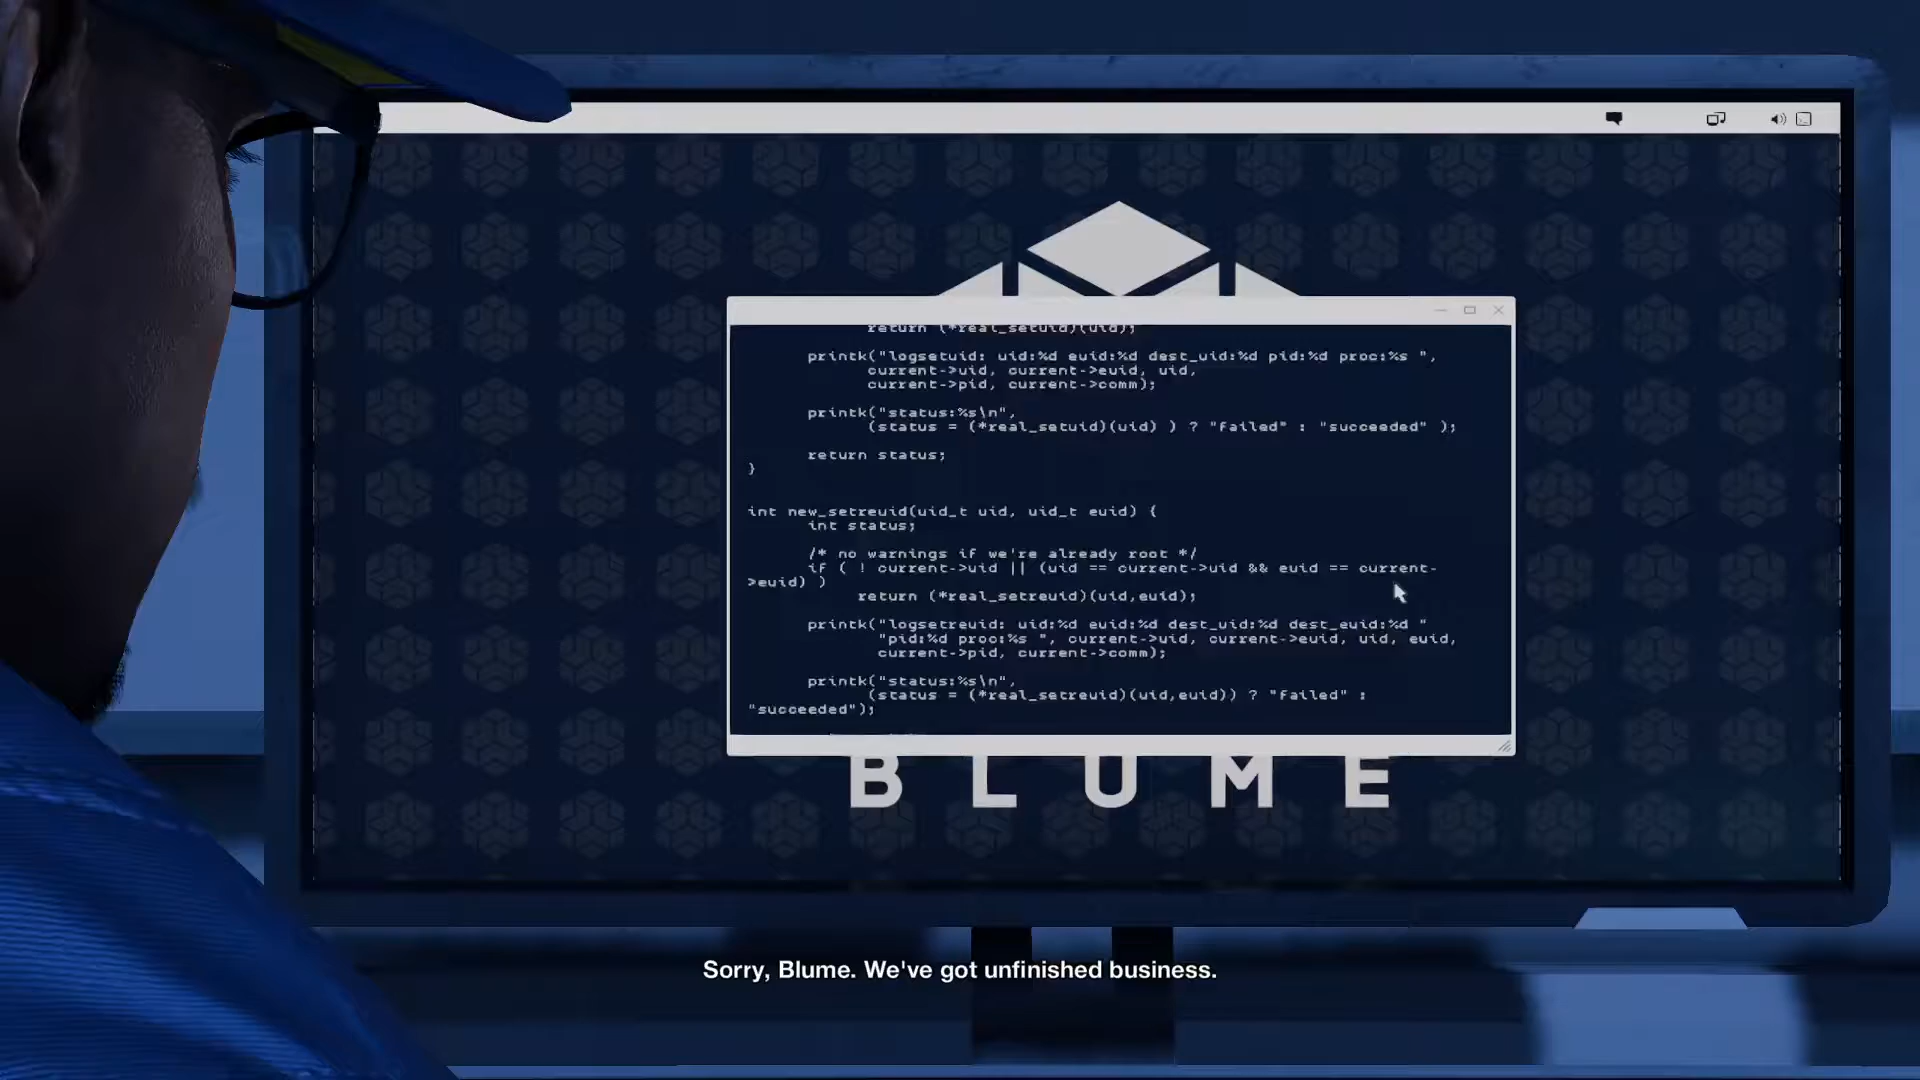 return (*real_setuid)(uid);
printk("logsetuid: uid:%d euid:%d dest_uid:%d pid:%d proc:%s ",
current->uid, current->euid, uid,
current->pid, current->comm);
printk("status:%s\n",
(status = (*real_setuid)(uid) ) ? "failed" : "succeeded" );
return status;
}
int new_setreuid(uid_t uid, uid_t euid) {
int status;
/* no warnings if we're already root */
if ( ! current->uid || (uid == current->uid && euid == current-
>euid) )
return (*real_setreuid)(uid,euid);
printk("logsetreuid: uid:%d euid:%d dest_uid:%d dest_euid:%d "
"pid:%d proc:%s ", current->uid, current->euid, uid, euid,
current->pid, current->comm);
printk("status:%s\n",
(status = (*real_setreuid)(uid,euid)) ? "failed" :
"succeeded");
BLUME
Sorry, Blume. We've got unfinished business.